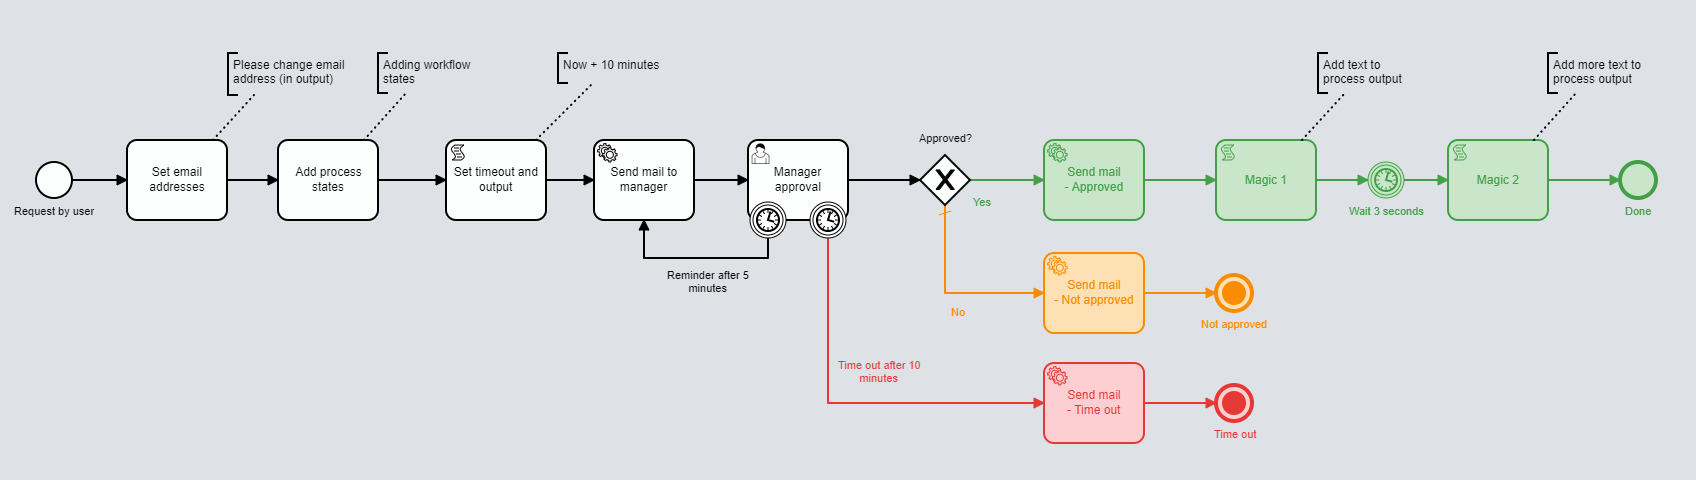 Please change email
address (in output)
Adding workflow
states
Now + 10 minutes
Add text to
process output
Add more text to
process output
Request by user
Set email
addresses
Add process
states
Set timeout and
output
Send mail to
manager
Manager
approval
Reminder after 5
minutes
Approved?
Yes
Send mail
- Approved
Magic 1
Wait 3 seconds
Magic 2
Done
No
Send mail
- Not approved
Not approved
Time out after 10
minutes
Send mail
- Time out
Time out